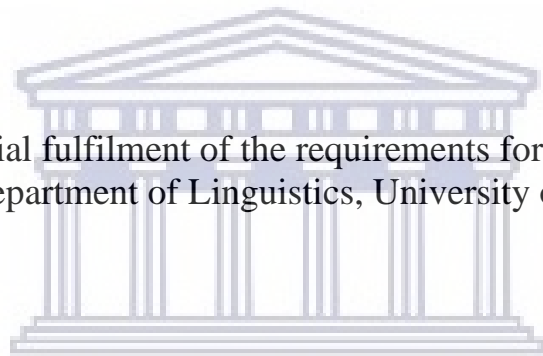 ial fulfilment of the requirements for
epartment of Linguistics, University